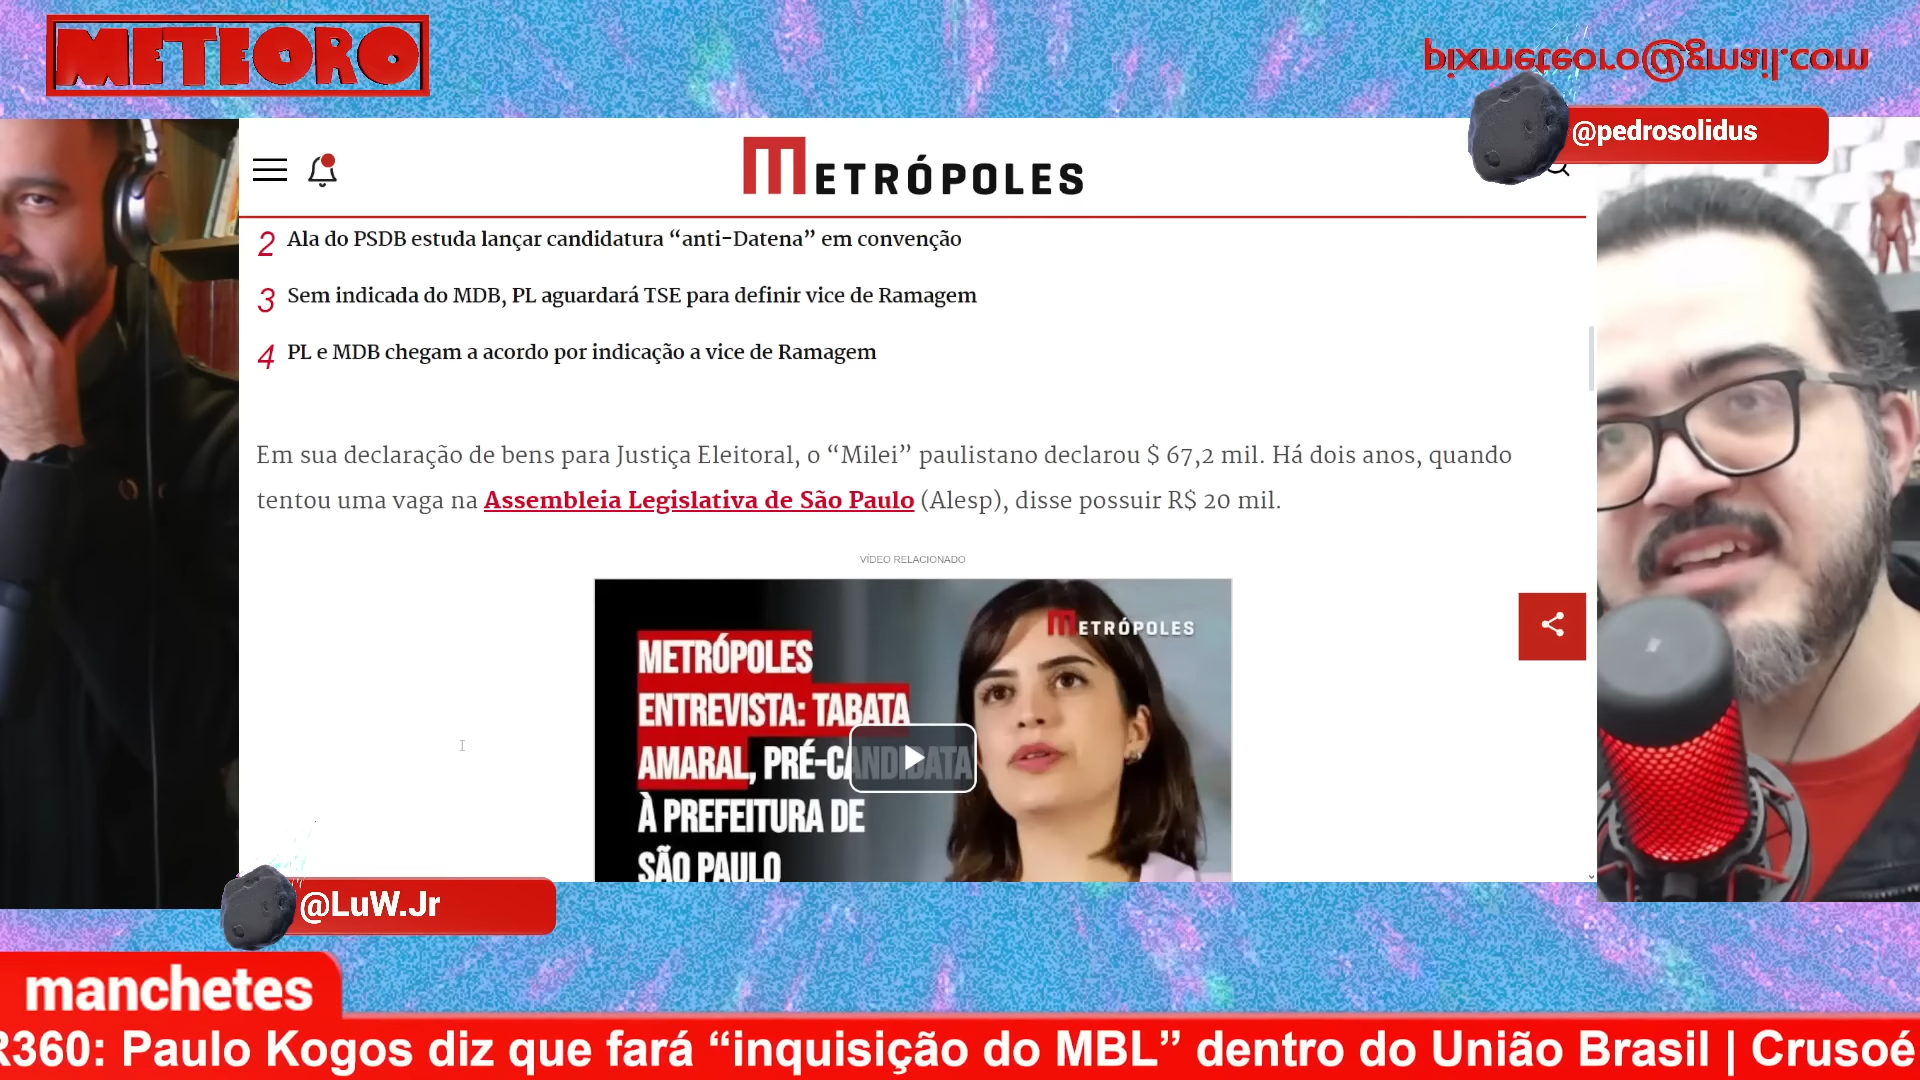 METEORO
pixmeteoro@gmail.com
@pedrosolidus
METRÓPOLES
2 Ala do PSDB estuda lançar candidatura “anti-Datena” em convenção
3 Sem indicada do MDB, PL aguardará TSE para definir vice de Ramagem
4 PL e MDB chegam a acordo por indicação a vice de Ramagem
Em sua declaração de bens para Justiça Eleitoral, o “Milei” paulistano declarou $ 67,2 mil. Há dois anos, quando
tentou uma vaga na Assembleia Legislativa de São Paulo (Alesp), disse possuir R$ 20 mil.
VÍDEO RELACIONADO
METRÓPOLES
METRÓPOLES
ENTREVISTA: TABATA
AMARAL, PRÉ-CANDIDATA
À PREFEITURA DE
SÃO PAULO
@LuW.Jr
manchetes
R360: Paulo Kogos diz que fará “inquisição do MBL” dentro do União Brasil | Crusoé